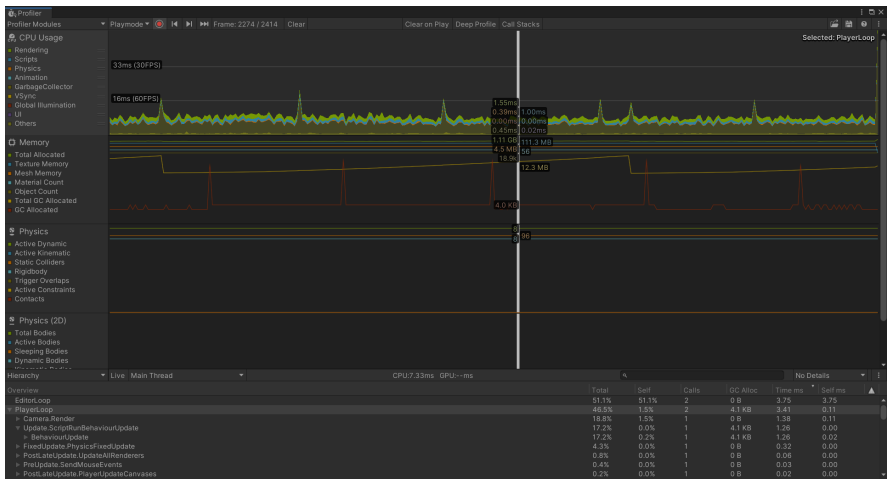 Profiler
Profiler Modules Playmode Frame: 2274 / 2414 Clear Clear on Play Deep Profile Call Stacks
CPU Usage
Rendering
Scripts
Physics
Animation
GarbageCollector
VSync
Global Illumination
UI
Others
Selected: PlayerLoop
33ms (30FPS)
16ms (60FPS)
1.55ms
0.39ms 1.00ms
0.00ms 0.00ms
0.45ms 0.02ms
Memory
Total Allocated
Texture Memory
Mesh Memory
Material Count
Object Count
Total GC Allocated
GC Allocated
1.11 GB 111.3 MB
4.5 MB 56
18.9k
12.3 MB
4.0 KB
Physics
Active Dynamic
Active Kinematic
Static Colliders
Rigidbody
Trigger Overlaps
Active Constraints
Contacts
8
8 96
Physics (2D)
Total Bodies
Active Bodies
Sleeping Bodies
Dynamic Bodies
Hierarchy Live Main Thread CPU:7.33ms GPU:--ms No Details
Overview Total Self Calls GC Alloc Time ms Self ms
EditorLoop 51.1% 51.1% 2 0 B 3.75 3.75
PlayerLoop 46.5% 1.5% 2 4.1 KB 3.41 0.11
Camera.Render 18.8% 1.5% 1 0 B 1.38 0.11
Update.ScriptRunBehaviourUpdate 17.2% 0.0% 1 4.1 KB 1.26 0.00
BehaviourUpdate 17.2% 0.2% 1 4.1 KB 1.26 0.02
FixedUpdate.PhysicsFixedUpdate 4.3% 0.0% 1 0 B 0.32 0.00
PostLateUpdate.UpdateAllRenderers 0.8% 0.0% 1 0 B 0.06 0.00
PreUpdate.SendMouseEvents 0.4% 0.0% 1 0 B 0.03 0.00
PostLateUpdate.PlayerUpdateCanvases 0.2% 0.0% 1 0 B 0.02 0.00